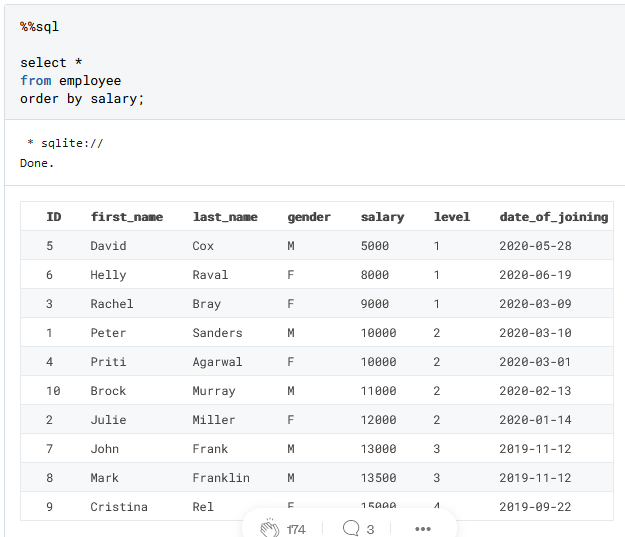 %%sql
select *
from employee
order by salary;
* sqlite://
Done.
ID first_name last_name gender salary level date_of_joining
5 David Cox M 5000 1 2020-05-28
6 Helly Raval F 8000 1 2020-06-19
3 Rachel Bray F 9000 1 2020-03-09
1 Peter Sanders M 10000 2 2020-03-10
4 Priti Agarwal F 10000 2 2020-03-01
10 Brock Murray M 11000 2 2020-02-13
2 Julie Miller F 12000 2 2020-01-14
7 John Frank M 13000 3 2019-11-12
8 Mark Franklin M 13500 3 2019-11-12
9 Cristina Rel F 15000 4 2019-09-22
174 3